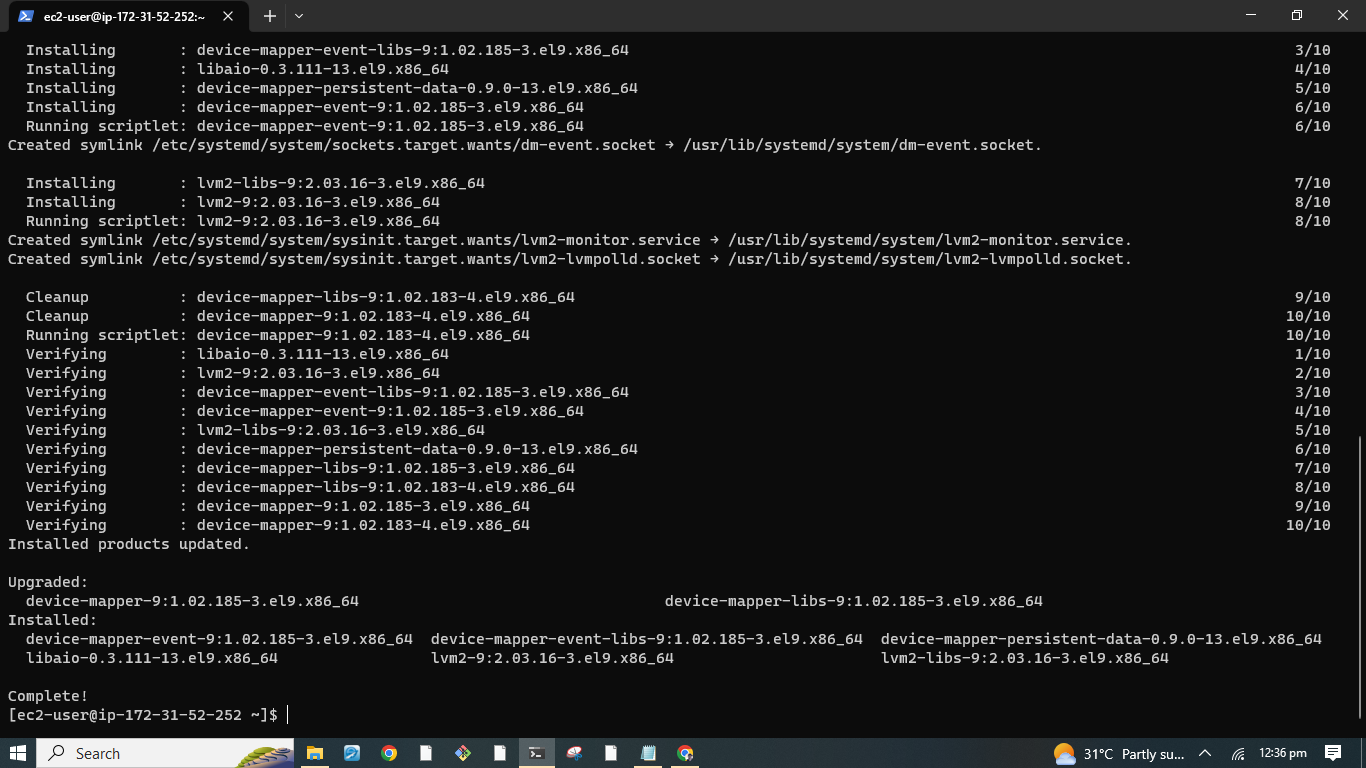 ec2-user@ip-172-31-52-252:~
Installing : device-mapper-event-libs-9:1.02.185-3.el9.x86_64 3/10
Installing : libaio-0.3.111-13.el9.x86_64 4/10
Installing : device-mapper-persistent-data-0.9.0-13.el9.x86_64 5/10
Installing : device-mapper-event-9:1.02.185-3.el9.x86_64 6/10
Running scriptlet: device-mapper-event-9:1.02.185-3.el9.x86_64 6/10
Created symlink /etc/systemd/system/sockets.target.wants/dm-event.socket → /usr/lib/systemd/system/dm-event.socket.
Installing : lvm2-libs-9:2.03.16-3.el9.x86_64 7/10
Installing : lvm2-9:2.03.16-3.el9.x86_64 8/10
Running scriptlet: lvm2-9:2.03.16-3.el9.x86_64 8/10
Created symlink /etc/systemd/system/sysinit.target.wants/lvm2-monitor.service → /usr/lib/systemd/system/lvm2-monitor.service.
Created symlink /etc/systemd/system/sysinit.target.wants/lvm2-lvmpolld.socket → /usr/lib/systemd/system/lvm2-lvmpolld.socket.
Cleanup : device-mapper-libs-9:1.02.183-4.el9.x86_64 9/10
Cleanup : device-mapper-9:1.02.183-4.el9.x86_64 10/10
Running scriptlet: device-mapper-9:1.02.183-4.el9.x86_64 10/10
Verifying : libaio-0.3.111-13.el9.x86_64 1/10
Verifying : lvm2-9:2.03.16-3.el9.x86_64 2/10
Verifying : device-mapper-event-libs-9:1.02.185-3.el9.x86_64 3/10
Verifying : device-mapper-event-9:1.02.185-3.el9.x86_64 4/10
Verifying : lvm2-libs-9:2.03.16-3.el9.x86_64 5/10
Verifying : device-mapper-persistent-data-0.9.0-13.el9.x86_64 6/10
Verifying : device-mapper-libs-9:1.02.185-3.el9.x86_64 7/10
Verifying : device-mapper-libs-9:1.02.183-4.el9.x86_64 8/10
Verifying : device-mapper-9:1.02.185-3.el9.x86_64 9/10
Verifying : device-mapper-9:1.02.183-4.el9.x86_64 10/10
Installed products updated.
Upgraded:
device-mapper-9:1.02.185-3.el9.x86_64 device-mapper-libs-9:1.02.185-3.el9.x86_64
Installed:
device-mapper-event-9:1.02.185-3.el9.x86_64 device-mapper-event-libs-9:1.02.185-3.el9.x86_64 device-mapper-persistent-data-0.9.0-13.el9.x86_64
libaio-0.3.111-13.el9.x86_64 lvm2-9:2.03.16-3.el9.x86_64 lvm2-libs-9:2.03.16-3.el9.x86_64
Complete!
[ec2-user@ip-172-31-52-252 ~]$
Search 31°C Partly su... 12:36 pm